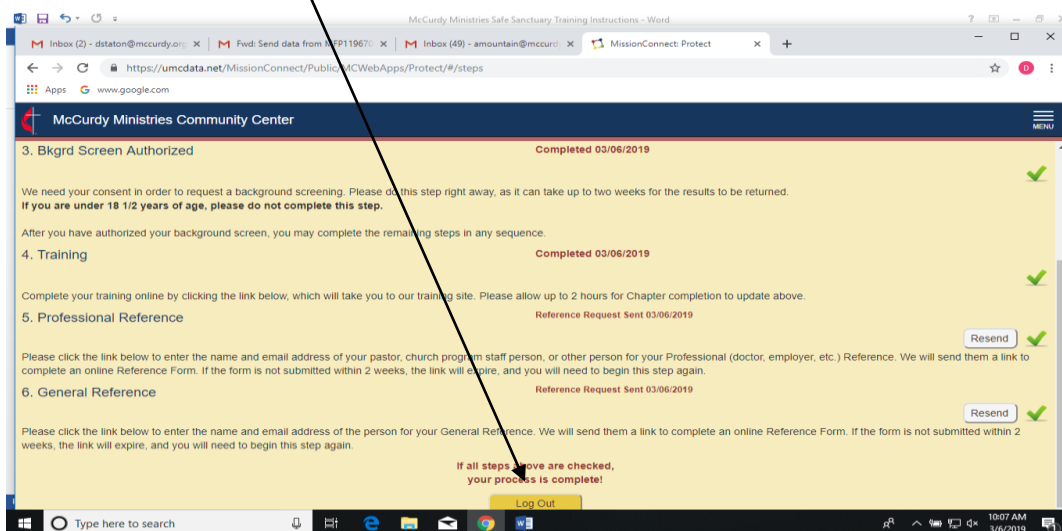 McCurdy Ministries Safe Sanctuary Training Instructions - Word
Inbox (2) - dstaton@mccurdy.org
Fwd: Send data from MFP119670
Inbox (49) - amountain@mccurd
MissionConnect: Protect
https://umcdata.net/MissionConnect/Public/MCWebApps/Protect/#/steps
D
Apps
www.google.com
McCurdy Ministries Community Center
MENU
3. Bkgrd Screen Authorized
Completed 03/06/2019
We need your consent in order to request a background screening. Please do this step right away, as it can take up to two weeks for the results to be returned.
If you are under 18 1/2 years of age, please do not complete this step.
After you have authorized your background screen, you may complete the remaining steps in any sequence.
4. Training
Completed 03/06/2019
Complete your training online by clicking the link below, which will take you to our training site. Please allow up to 2 hours for Chapter completion to update above.
5. Professional Reference
Reference Request Sent 03/06/2019
Resend
Please click the link below to enter the name and email address of your pastor, church program staff person, or other person for your Professional (doctor, employer, etc.) Reference. We will send them a link to
complete an online Reference Form. If the form is not submitted within 2 weeks, the link will expire, and you will need to begin this step again.
6. General Reference
Reference Request Sent 03/06/2019
Resend
Please click the link below to enter the name and email address of the person for your General Reference. We will send them a link to complete an online Reference Form. If the form is not submitted within 2
weeks, the link will expire, and you will need to begin this step again.
If all steps above are checked,
your process is complete!
Log Out
Type here to search
10:07 AM
3/6/2019